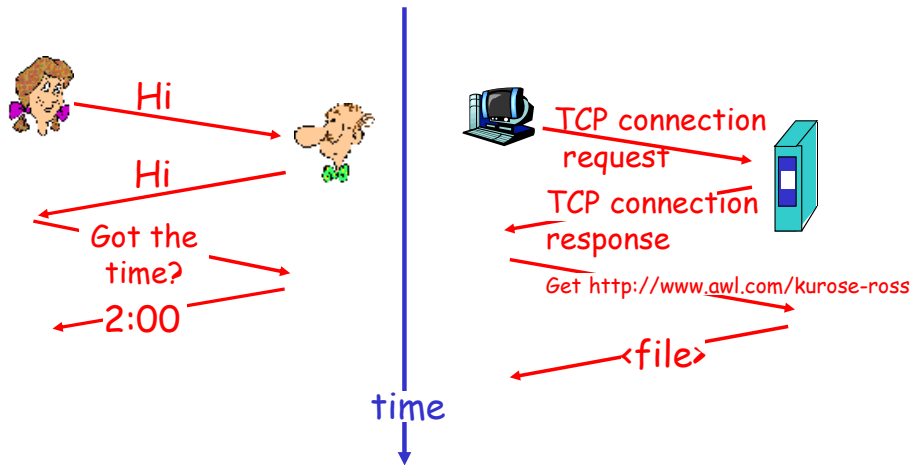 Hi
Hi
Got the
time?
2:00
TCP connection
request
TCP connection
response
Get http://www.awl.com/kurose-ross
<file>
time